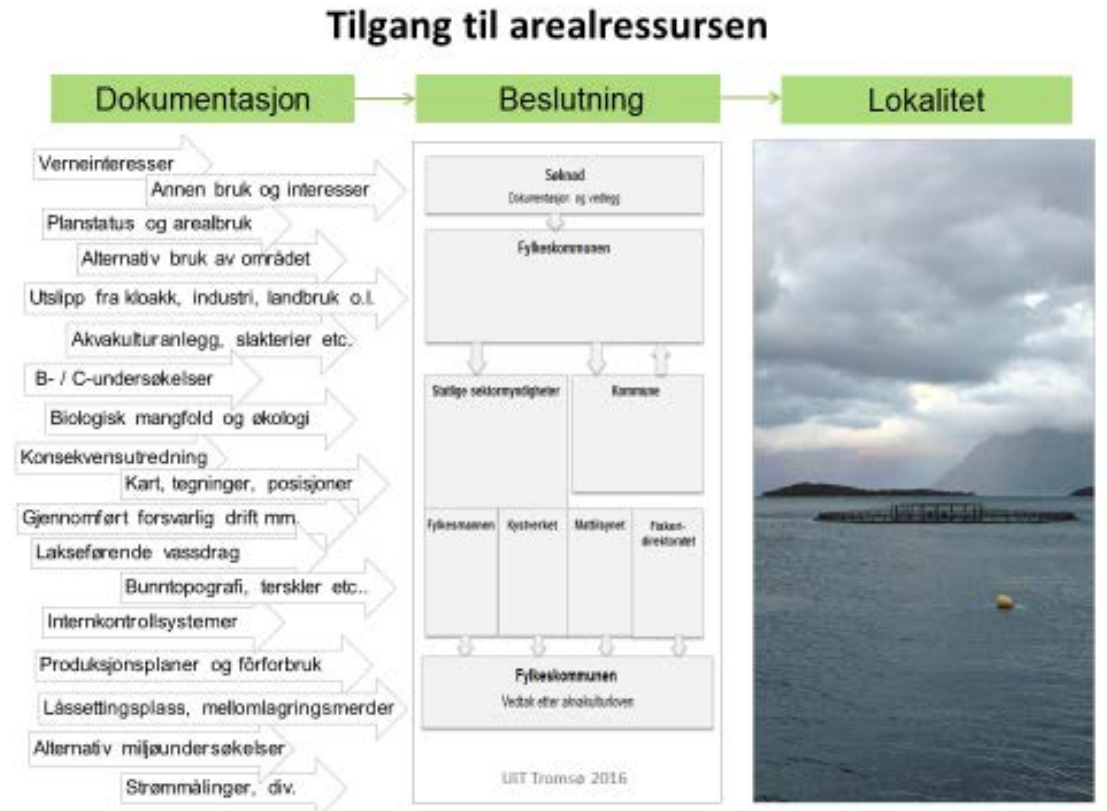 Tilgang til arealressursen
Dokumentasjon
Beslutning
Lokalitet
Verneinteresser
Annen bruk og interesser
Planstatus og arealbruk
Alternativ bruk av området
Utslipp fra kloakk, industri, landbruk o.l.
Akvakulturanlegg, slakterier etc.
B- / C-undersøkelser
Biologisk mangfold og økologi
Konsekvensutredning
Kart, tegninger, posisjoner
Gjennomført forsvarlig drift mm.
Lakseførende vassdrag
Bunntopografi, terskler etc..
Internkontrollsystemer
Produksjonsplaner og fôrforbruk
Låssettingsplass, mellomlagringsmerder
Alternativ miljøundersøkelser
Strømmålinger, div.
Søknad
Dokumentasjon og vedlegg
Fylkeskommunen
Statlige sektormyndigheter
Kommune
Fylkesmannen
Kystverket
Mattilsynet
Fiskeri-
direktoratet
Fylkeskommunen
Vedtak etter akvakulturloven
UIT Tromsø 2016